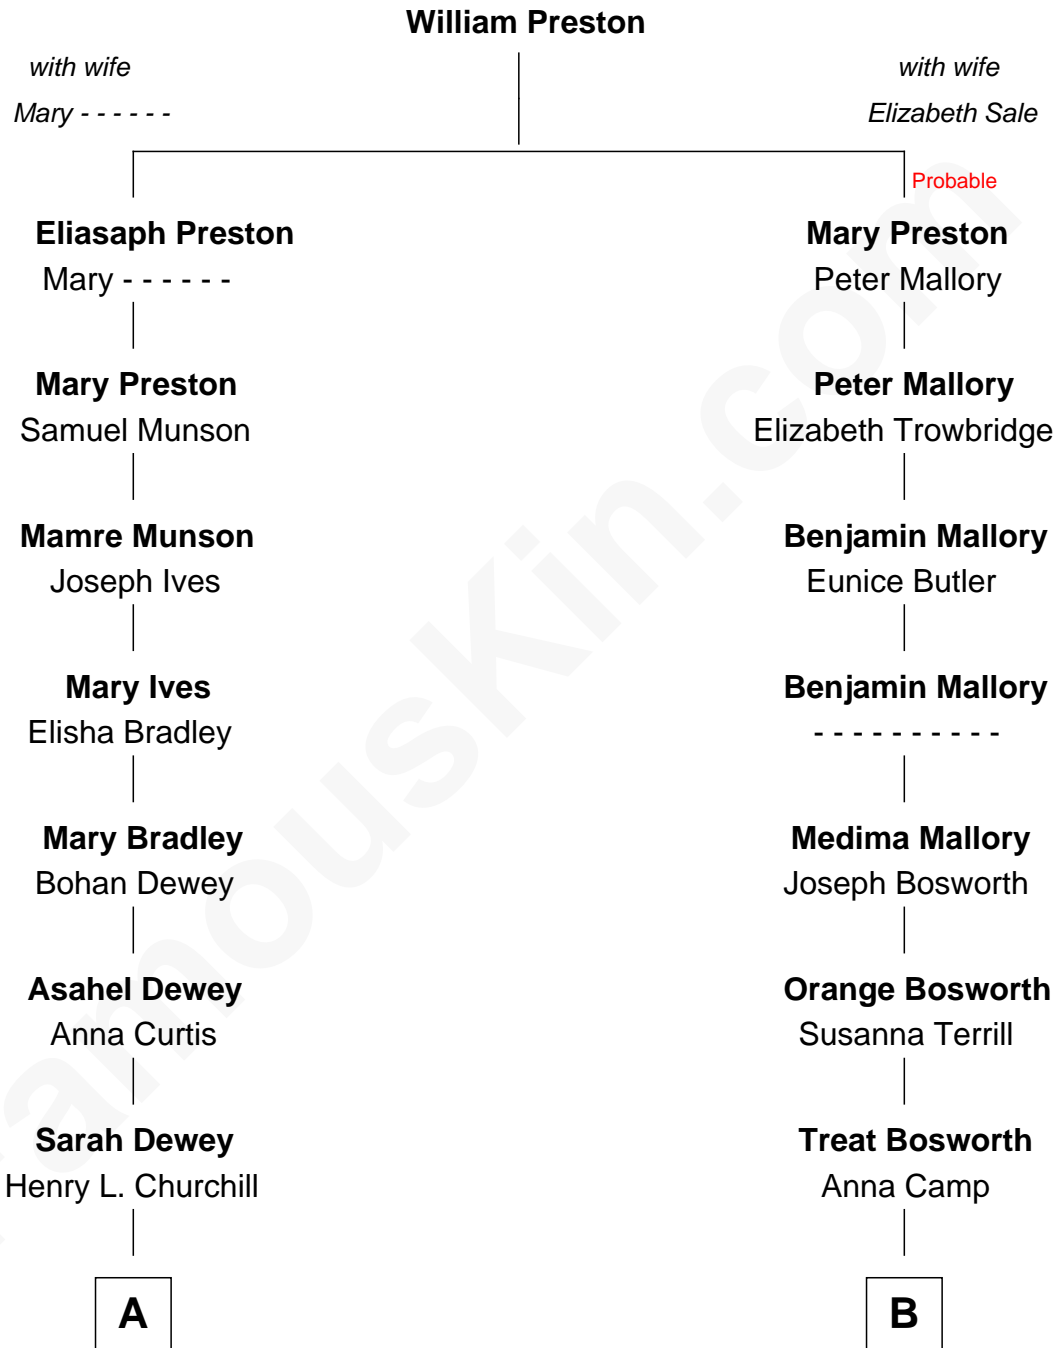 William Preston
with wife
Mary - - - - - -
with wife
Elizabeth Sale
Probable
Eliasaph Preston
Mary - - - - - -
Mary Preston
Peter Mallory
Mary Preston
Samuel Munson
Peter Mallory
Elizabeth Trowbridge
Mamre Munson
Joseph Ives
Benjamin Mallory
Eunice Butler
Mary Ives
Elisha Bradley
Benjamin Mallory
- - - - - - - - - -
Mary Bradley
Bohan Dewey
Medima Mallory
Joseph Bosworth
Asahel Dewey
Anna Curtis
Orange Bosworth
Susanna Terrill
Sarah Dewey
Henry L. Churchill
Treat Bosworth
Anna Camp
A
B
FamousKin.com